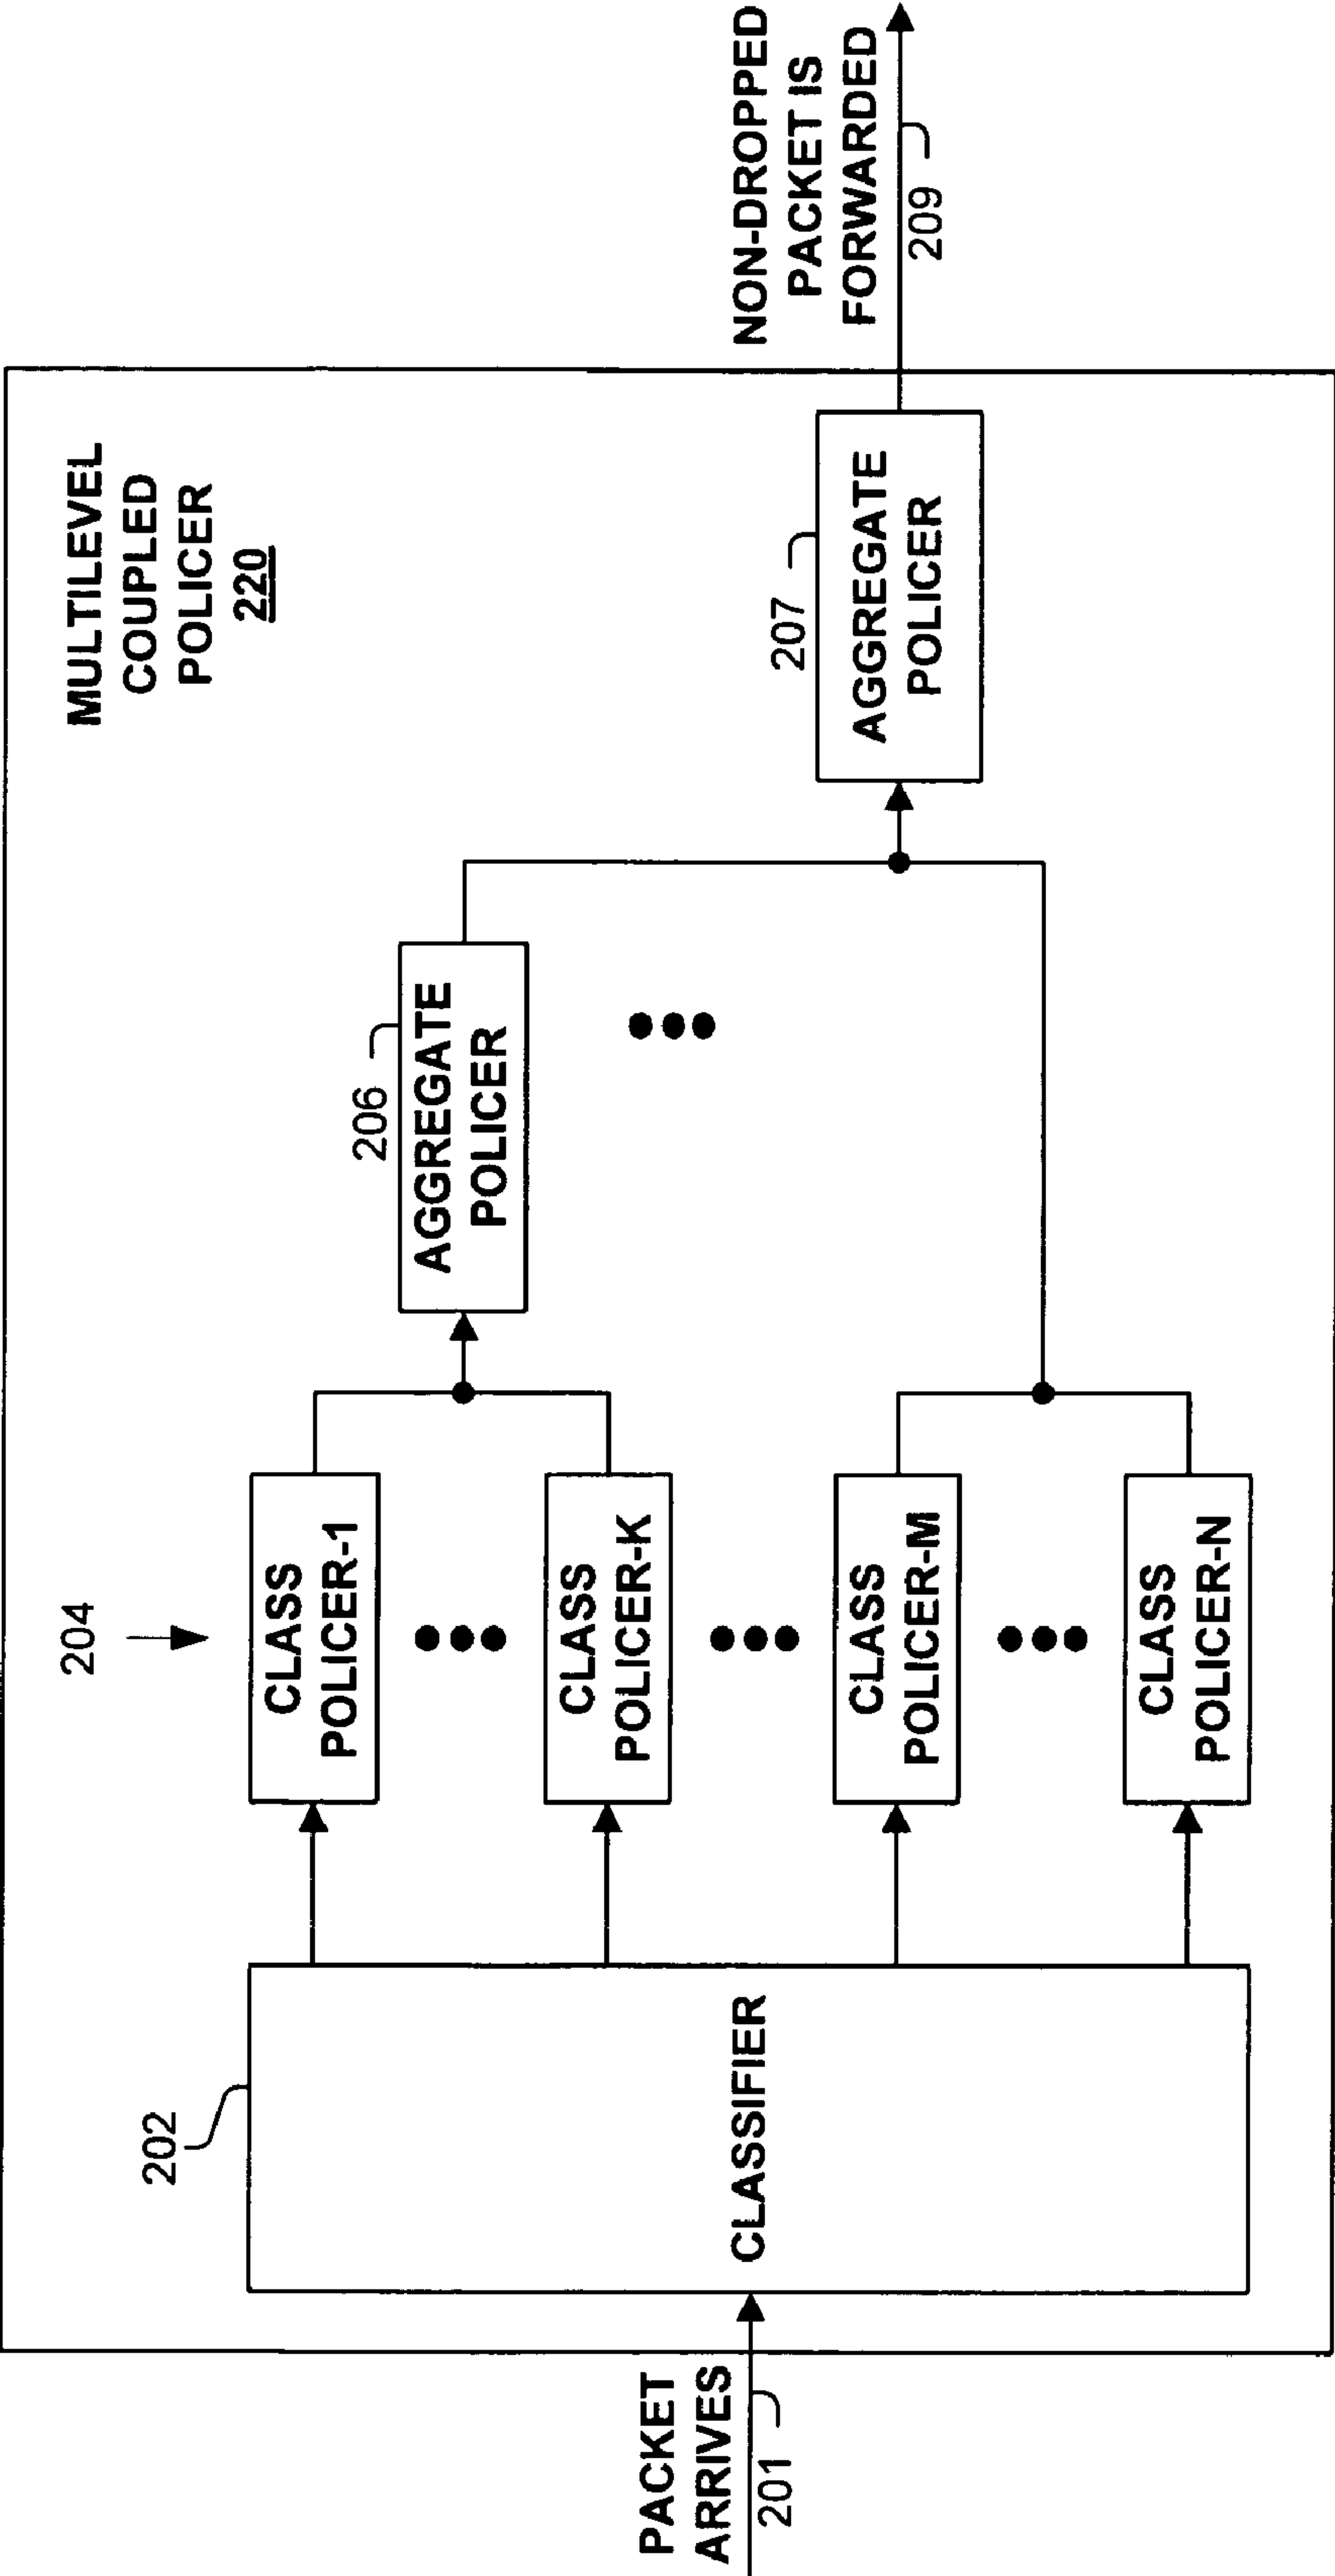 MULTILEVEL
COUPLED
POLICER
220
204
202
PACKET
ARRIVES
201
CLASSIFIER
CLASS
POLICER-1
CLASS
POLICER-K
CLASS
POLICER-M
CLASS
POLICER-N
206
AGGREGATE
POLICER
207
AGGREGATE
POLICER
NON-DROPPED
PACKET IS
FORWARDED
209